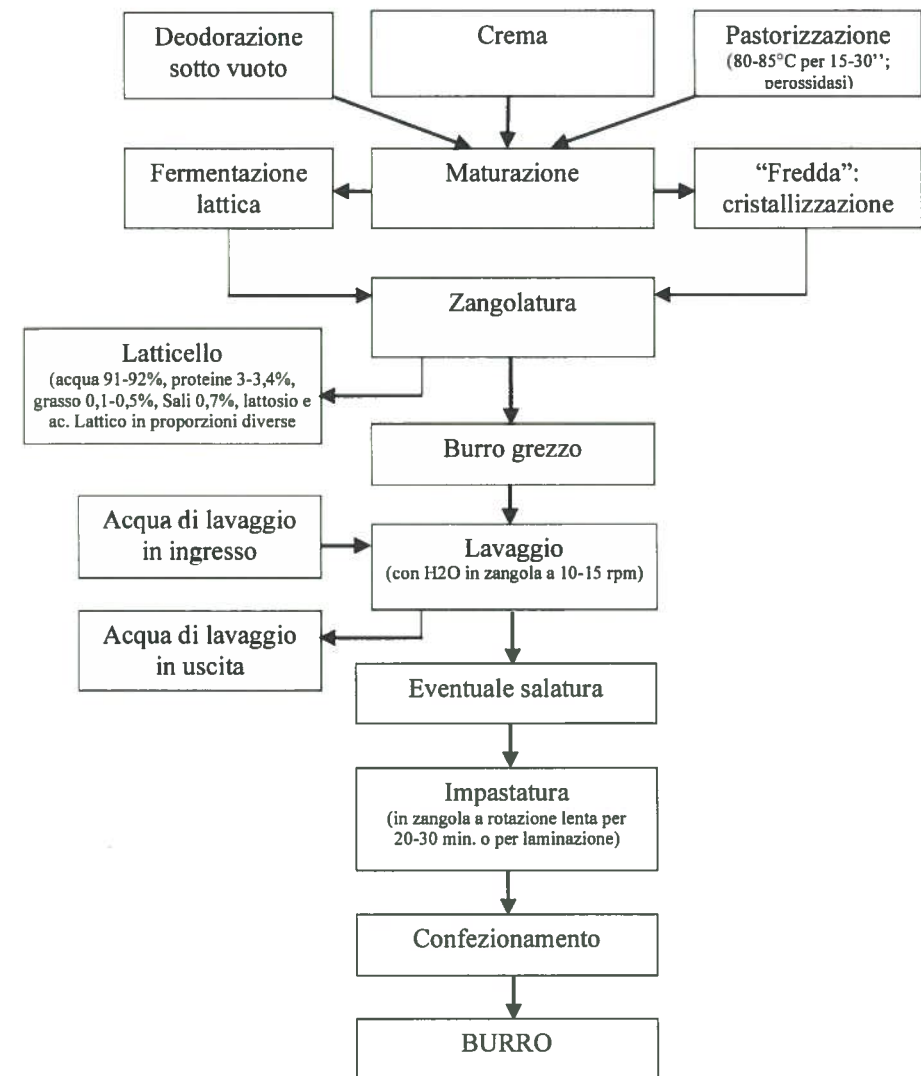 Deodorazione
sotto vuoto
Crema
Pastorizzazione
(80-85°C per 15-30’’;
perossidasi)
Fermentazione
lattica
Maturazione
“Fredda”:
cristallizzazione
Zangolatura
Latticello
(acqua 91-92%, proteine 3-3,4%,
grasso 0,1-0,5%, Sali 0,7%, lattosio e
ac. Lattico in proporzioni diverse
Burro grezzo
Acqua di lavaggio
in ingresso
Lavaggio
(con H2O in zangola a 10-15 rpm)
Acqua di lavaggio
in uscita
Eventuale salatura
Impastatura
(in zangola a rotazione lenta per
20-30 min. o per laminazione)
Confezionamento
BURRO